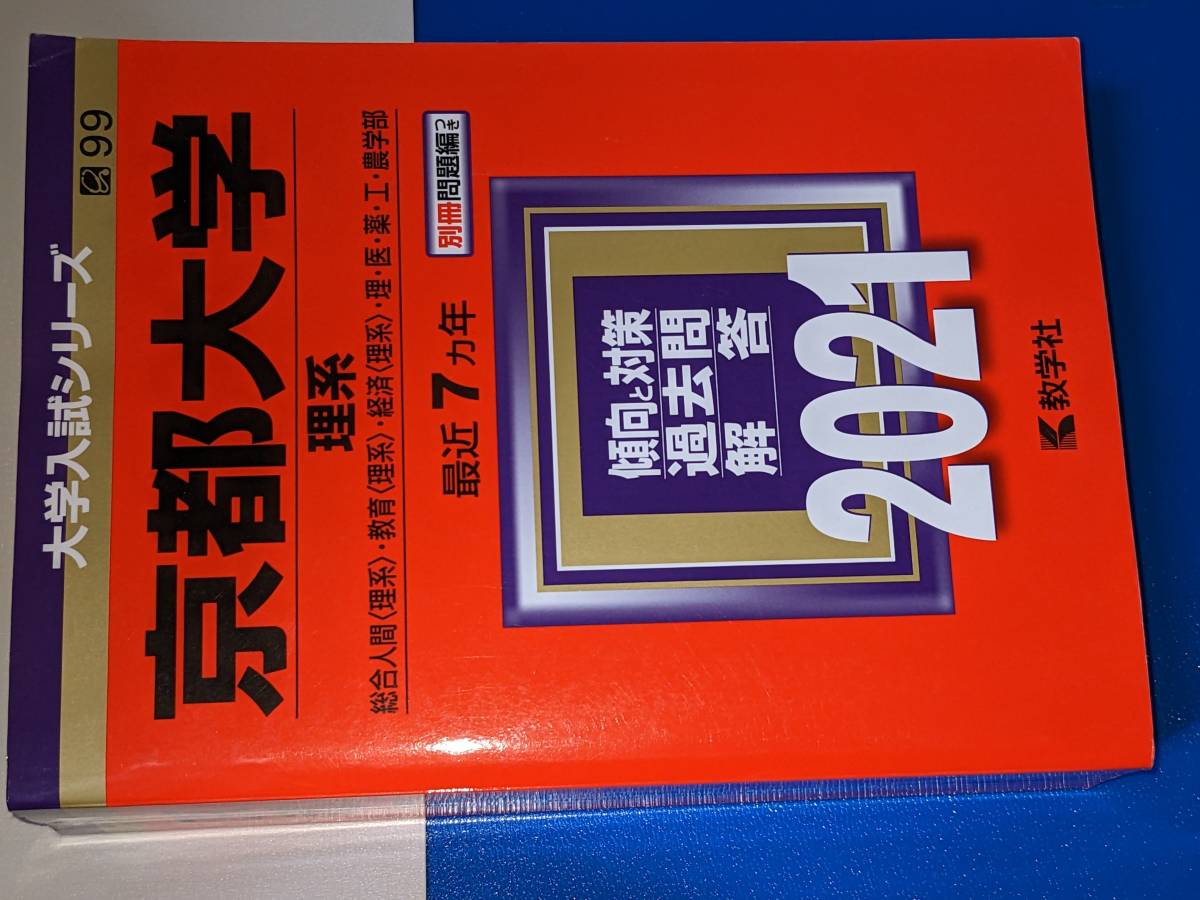 大学入試シリーズ
99
京都大学
理系
総合人間〈理系〉・教育〈理系〉・経済〈理系〉・理・医・薬・工・農学部
最近7ヵ年
別冊問題編つき
傾向と対策
過去問
解答
2021
教学社